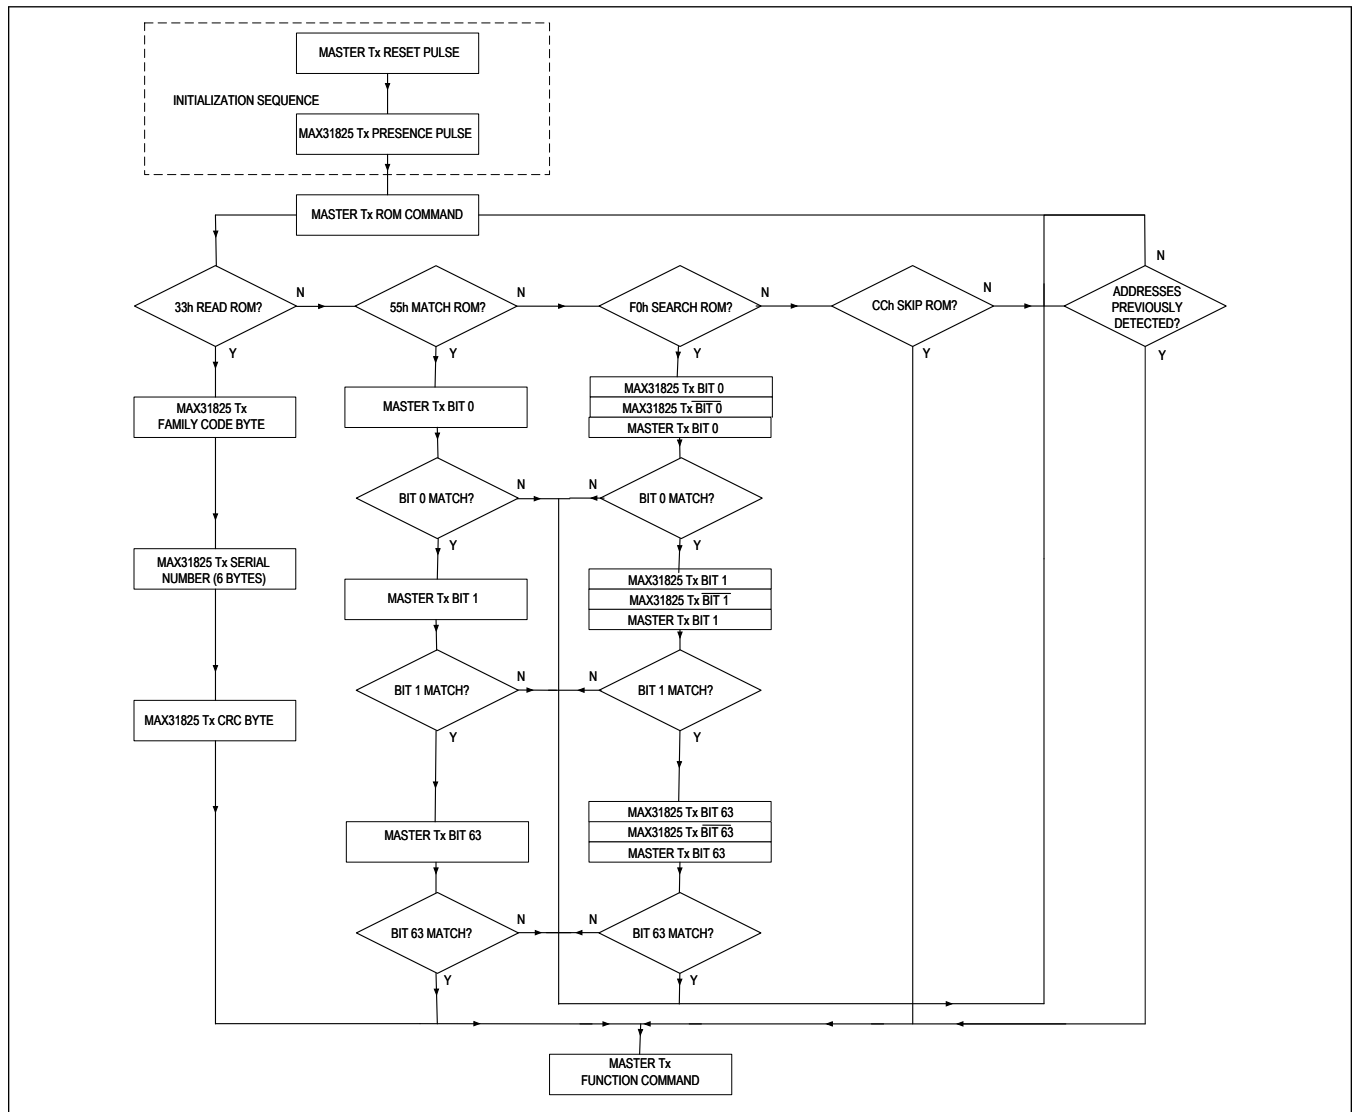 MASTER Tx RESET PULSE
INITIALIZATION SEQUENCE
MAX31825 Tx PRESENCE PULSE
MASTER Tx ROM COMMAND
N
33h READ ROM?
N
55h MATCH ROM?
N
F0h SEARCH ROM?
N
CCh SKIP ROM?
N
ADDRESSES
PREVIOUSLY
DETECTED?
Y
Y
Y
Y
Y
MAX31825 Tx
FAMILY CODE BYTE
MASTER Tx BIT 0
MAX31825 Tx BIT 0
MAX31825 Tx B̅I̅T̅ ̅0̅
MASTER Tx BIT 0
BIT 0 MATCH?
N
N
BIT 0 MATCH?
Y
Y
MAX31825 Tx SERIAL
NUMBER (6 BYTES)
MASTER Tx BIT 1
MAX31825 Tx BIT 1
MAX31825 Tx B̅I̅T̅ ̅1̅
MASTER Tx BIT 1
BIT 1 MATCH?
N
N
BIT 1 MATCH?
Y
Y
MAX31825 Tx CRC BYTE
MASTER Tx BIT 63
MAX31825 Tx BIT 63
MAX31825 Tx B̅I̅T̅ ̅6̅3̅
MASTER Tx BIT 63
BIT 63 MATCH?
N
N
BIT 63 MATCH?
Y
Y
MASTER Tx
FUNCTION COMMAND